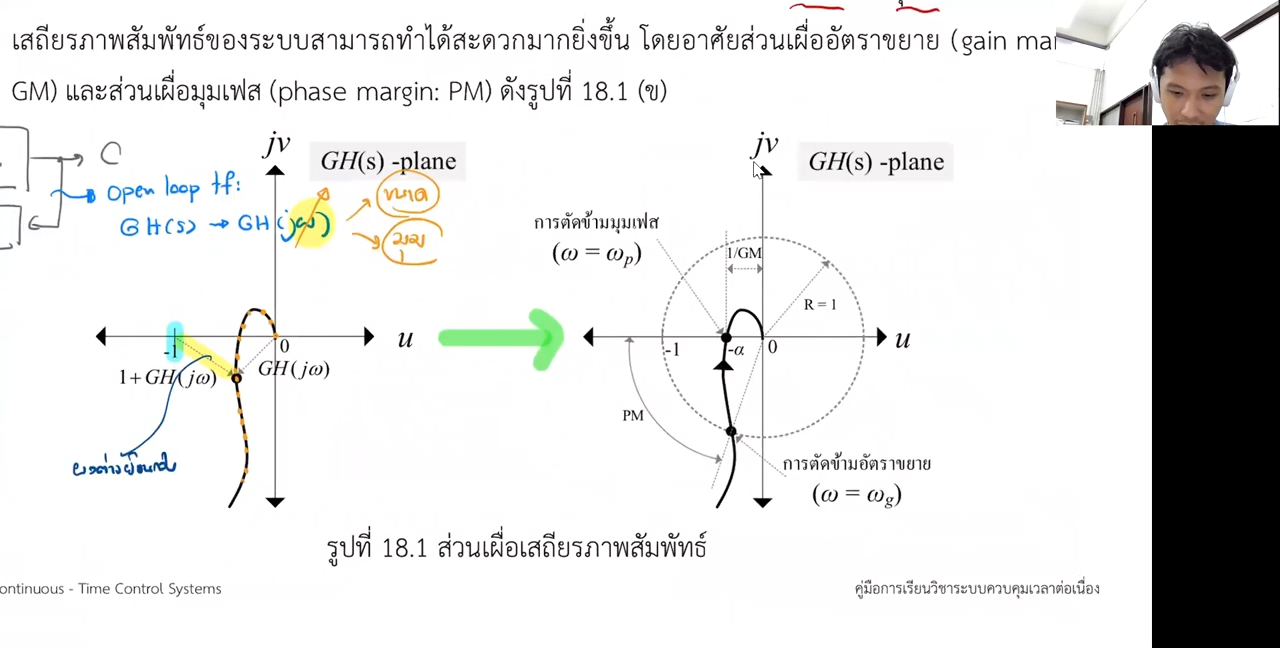 เสถียรภาพสัมพัทธ์ของระบบสามารถทำได้สะดวกมากยิ่งขึ้น โดยอาศัยส่วนเผื่ออัตราขยาย (gain mar
GM) และส่วนเผื่อมุมเฟส (phase margin: PM) ดังรูปที่ 18.1 (ข)
C
Open loop tf:
GH(s) → GH(jω)
ขนาด
มุม
jv
GH(s) -plane
u
-1
0
1+GH(jω)
GH(jω)
jv
GH(s) -plane
การตัดข้ามมุมเฟส
(ω = ωp)
1/GM
R = 1
-1
-α
0
u
PM
การตัดข้ามอัตราขยาย
(ω = ωg)
รูปที่ 18.1 ส่วนเผื่อเสถียรภาพสัมพัทธ์
ontinuous - Time Control Systems
คู่มือการเรียนวิชาระบบควบคุมเวลาต่อเนื่อง